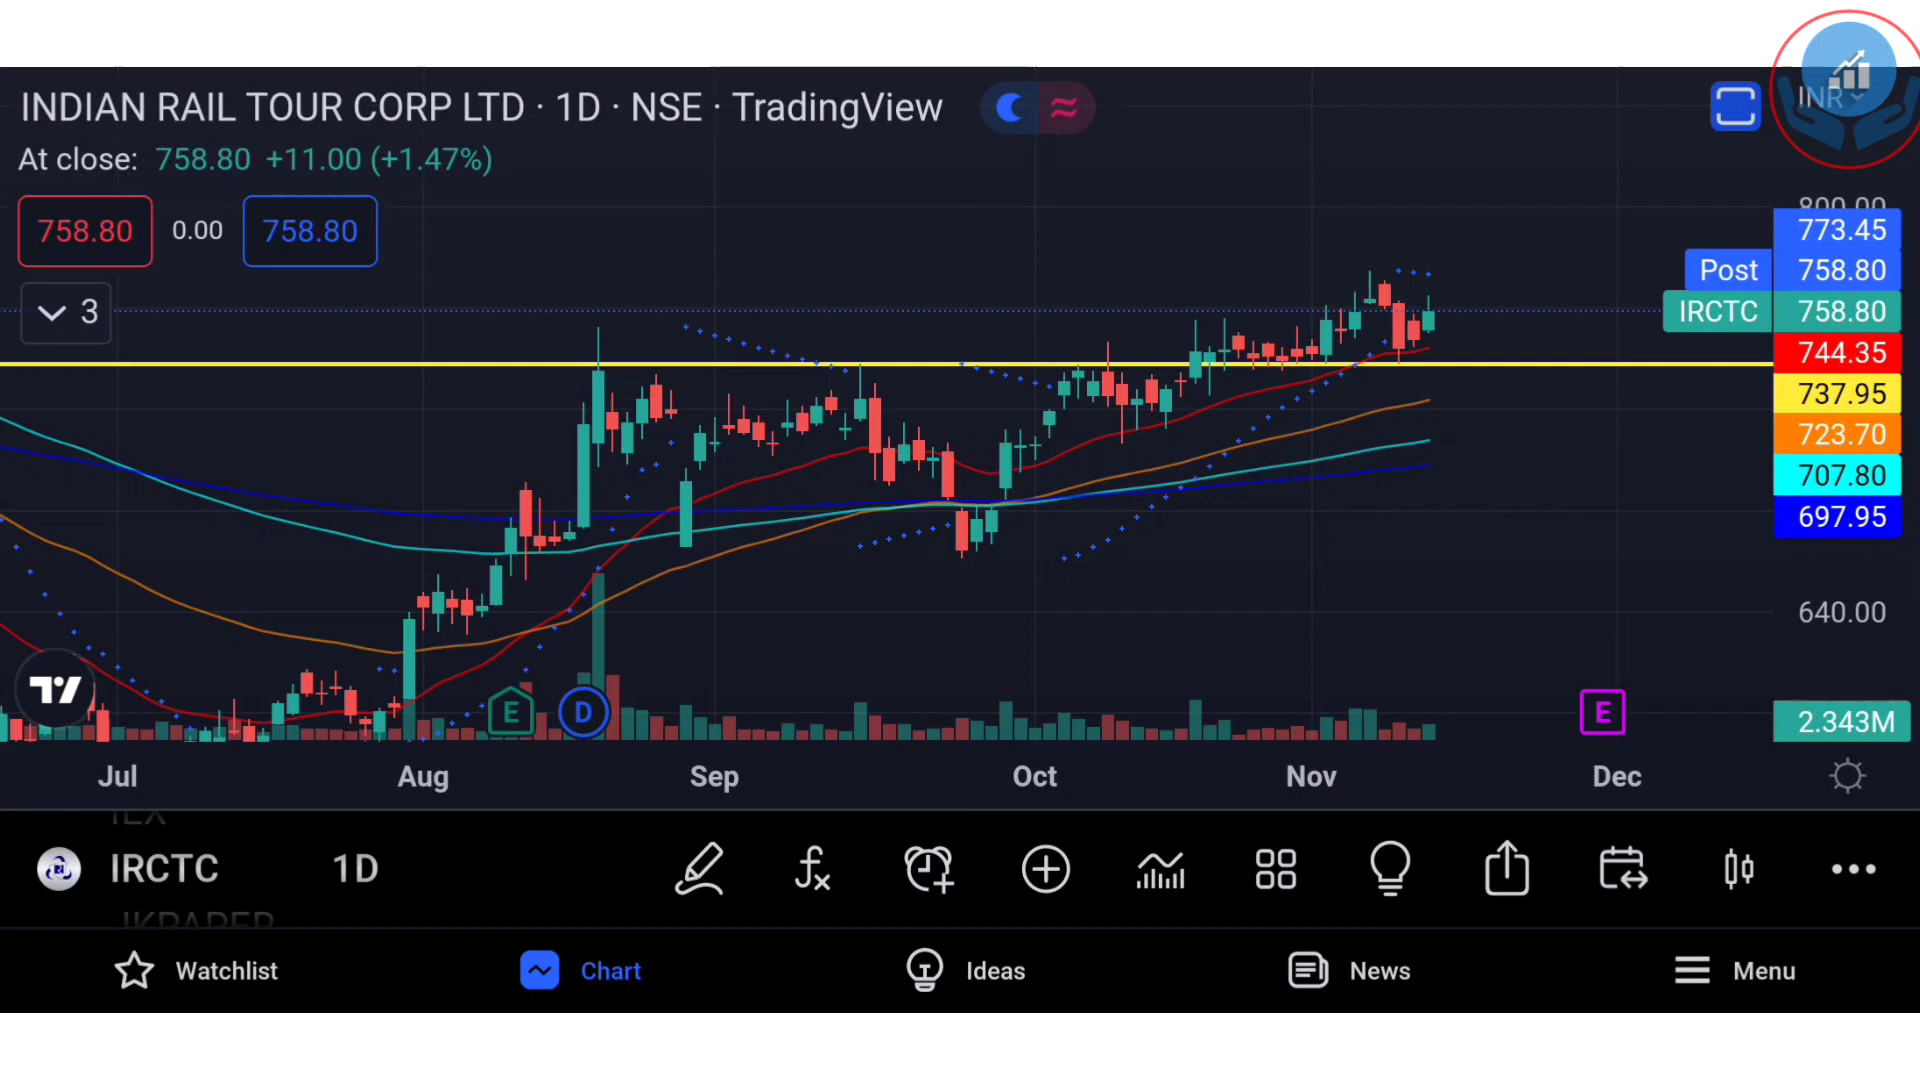 INDIAN RAIL TOUR CORP LTD · 1D · NSE · TradingView
INR
At close: 758.80 +11.00 (+1.47%)
758.80 0.00 758.80
3
800.00
773.45
Post 758.80
IRCTC 758.80
744.35
737.95
723.70
707.80
697.95
640.00
E D E
2.343M
Jul Aug Sep Oct Nov Dec
IEX
IRCTC 1D
JKPAPER
Watchlist Chart Ideas News Menu